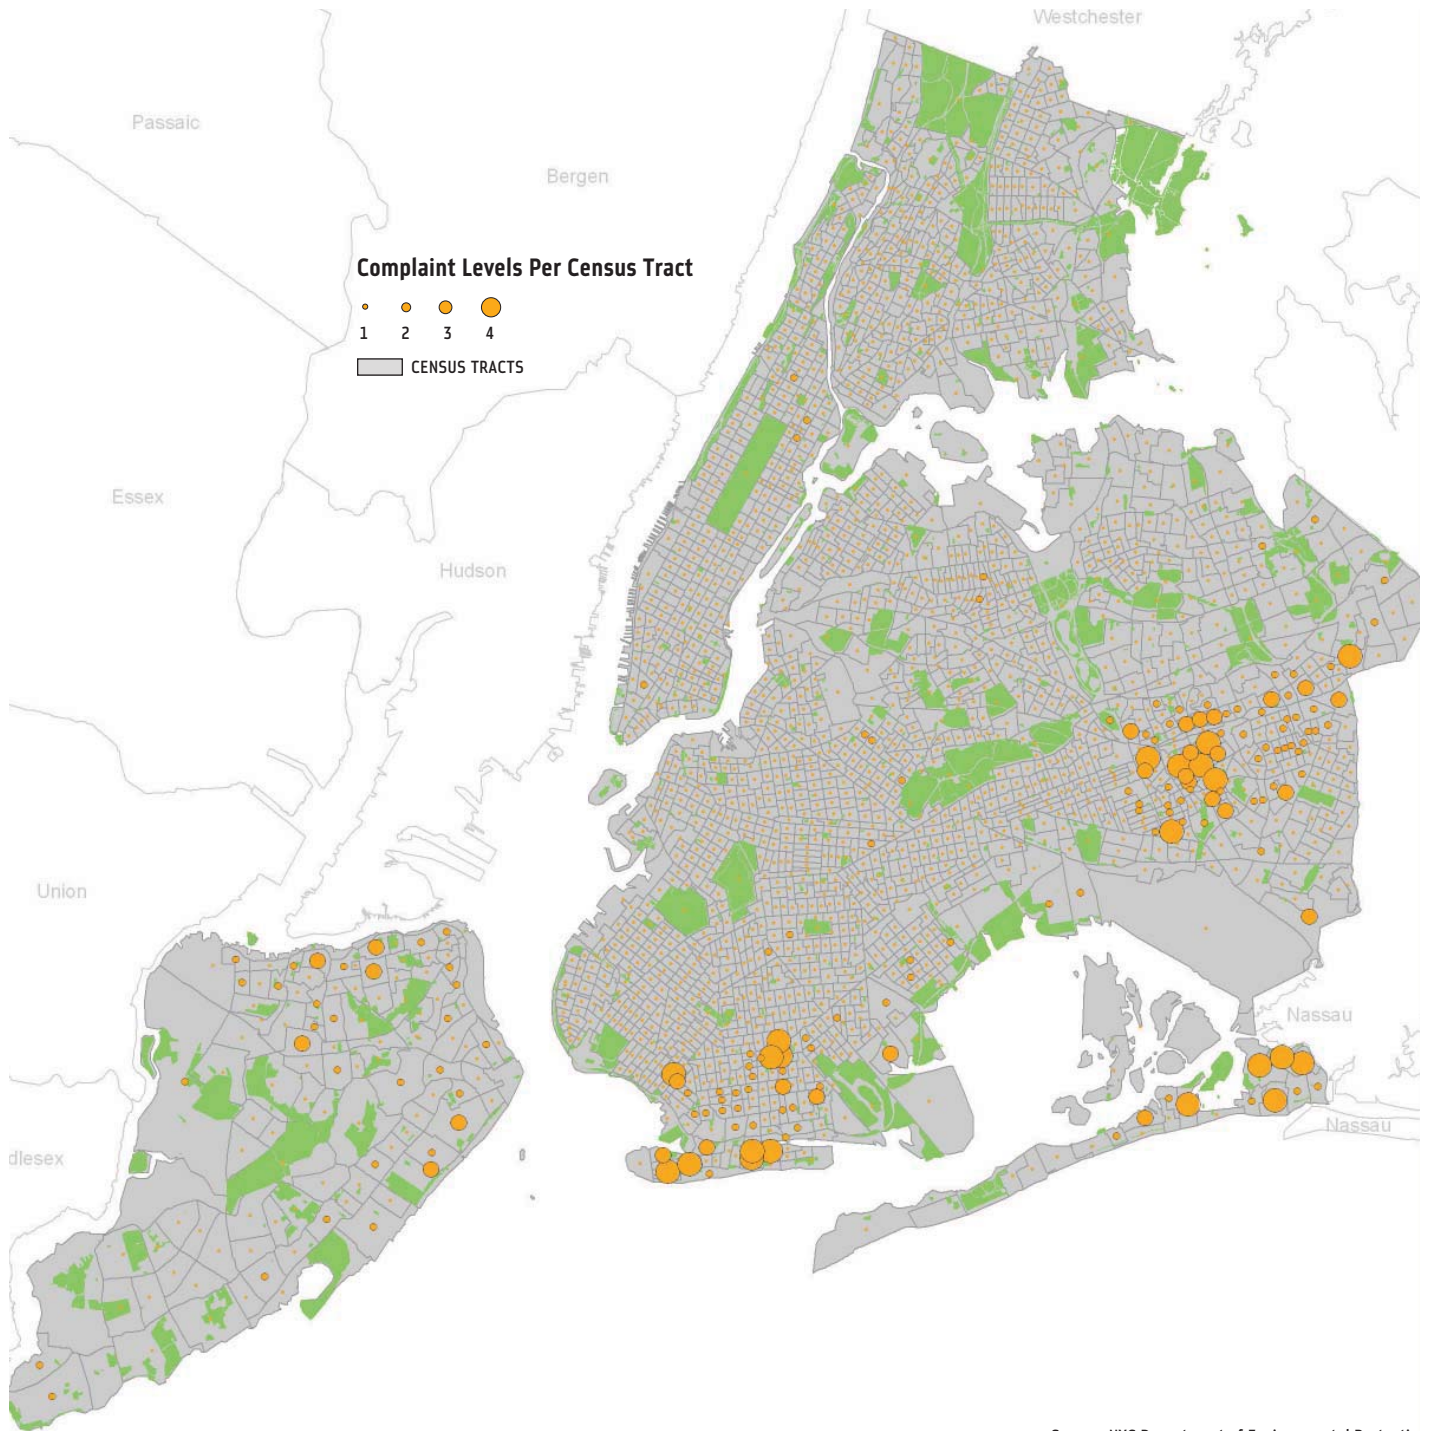 Westchester
Passaic
Bergen
Complaint Levels Per Census Tract
1 2 3 4
CENSUS TRACTS
Essex
Hudson
Union
Nassau
Nassau
dlesex